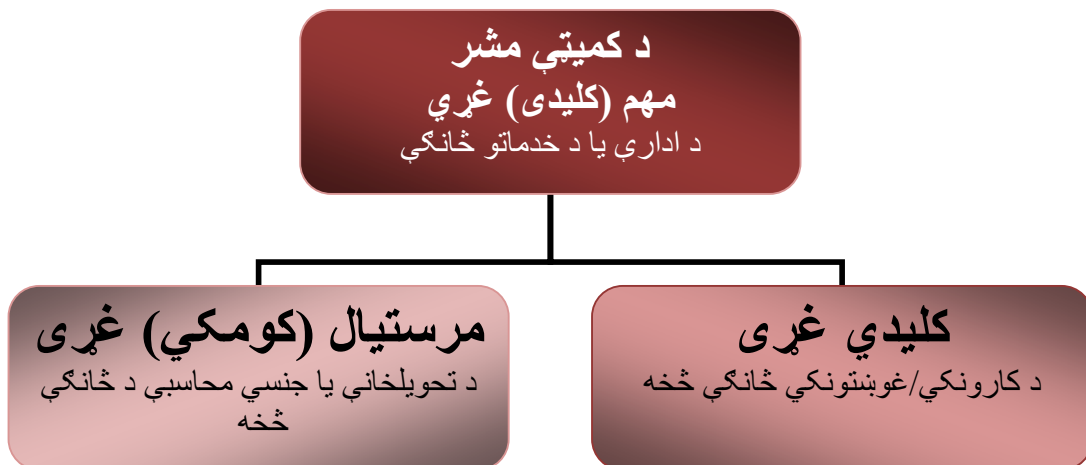 د کمیټې مشر
مهم (کلیدی) غړي
د ادارې یا د خدماتو څانګې
کلیدي غړی
د کارونکي/غوښتونکي څانګې څخه
مرستیال (کومکي) غړی
د تحویلخانې یا جنسي محاسبې د څانګې
څخه